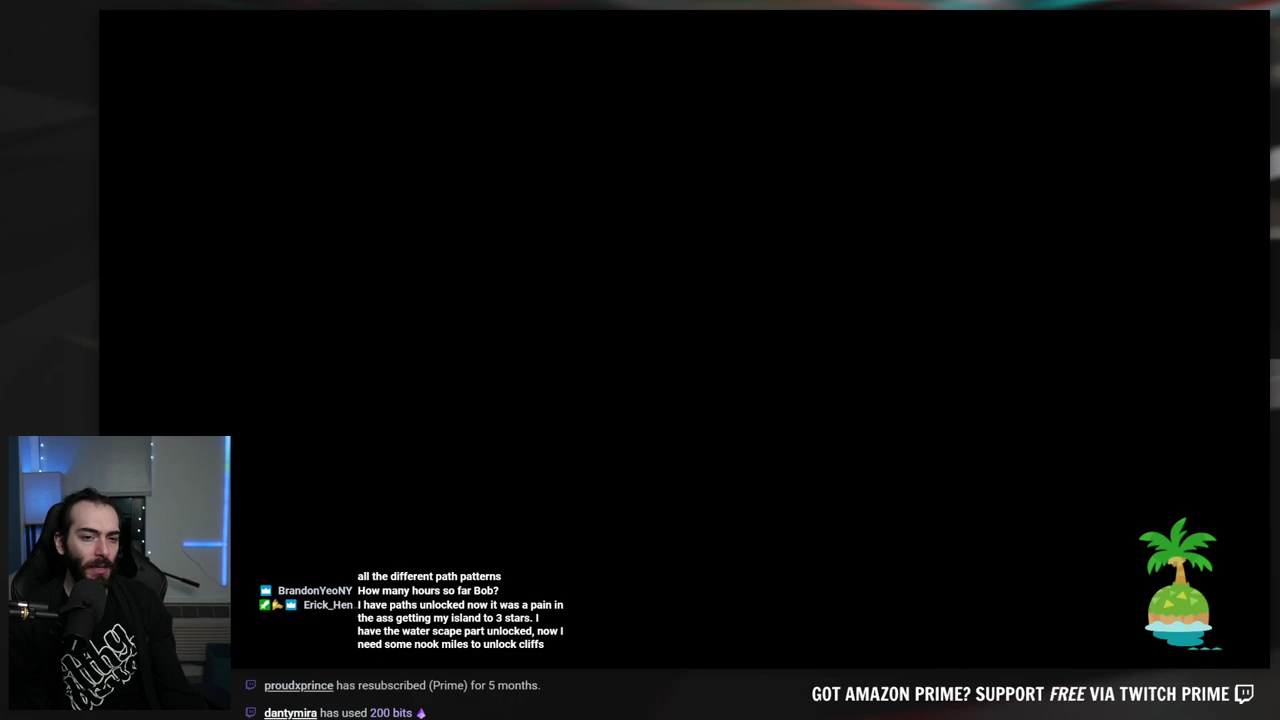 all the different path patterns
BrandonYeoNY How many hours so far Bob?
Erick_Hen I have paths unlocked now it was a pain in
the ass getting my island to 3 stars. I
have the water scape part unlocked, now I
need some nook miles to unlock cliffs
proudxprince has resubscribed (Prime) for 5 months.
dantymira has used 200 bits
GOT AMAZON PRIME? SUPPORT FREE VIA TWITCH PRIME